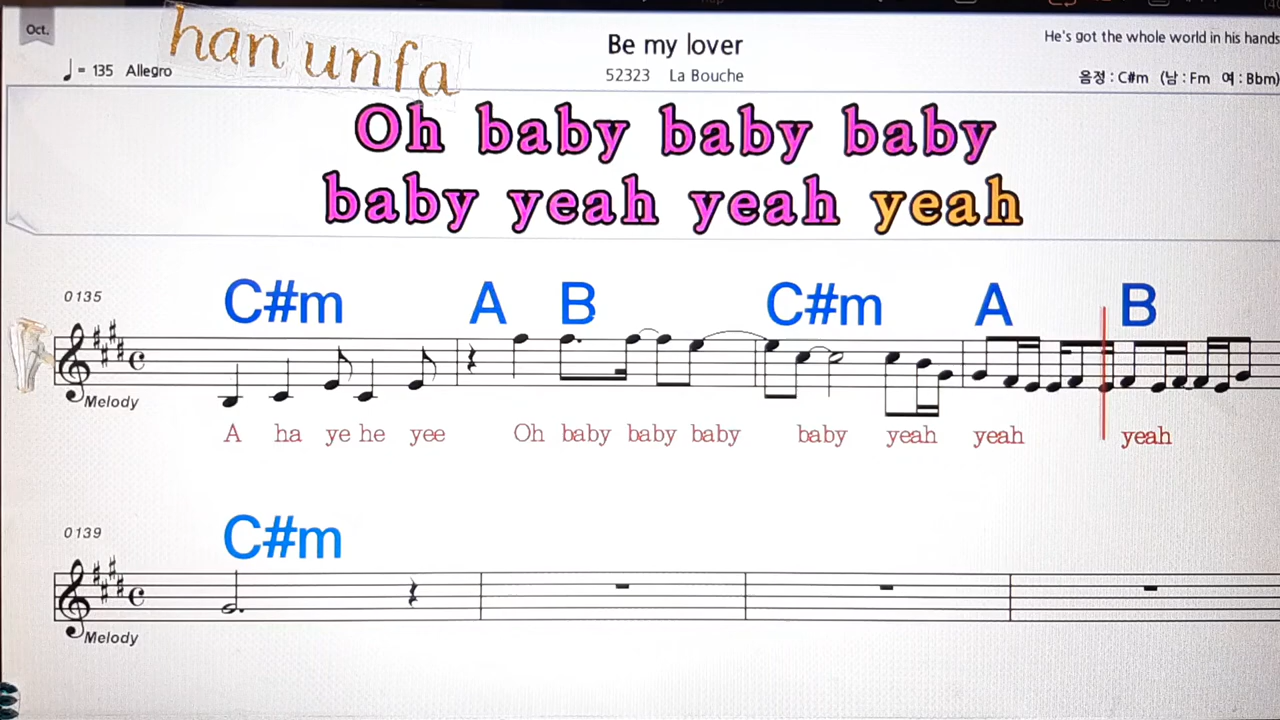 Oct.
han unfa
♩ = 135 Allegro
Be my lover
52323 La Bouche
He's got the whole world in his hands
음정 : C#m (남 : Fm 여 : Bbm)
Oh baby baby baby
baby yeah yeah yeah
0135
C#m A B C#m A B
Melody
A ha ye he yee Oh baby baby baby baby yeah yeah yeah
0139
C#m
Melody